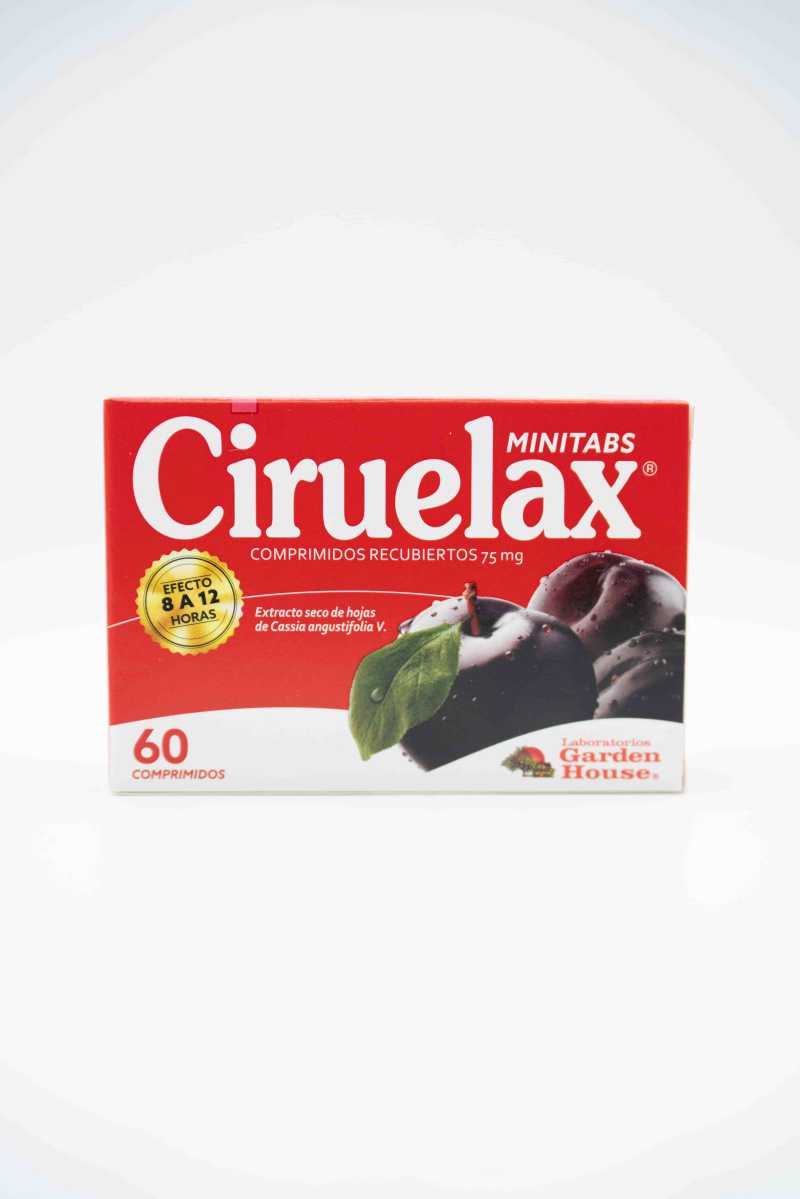 Ciruelax®
MINITABS
COMPRIMIDOS RECUBIERTOS 75 mg
EFECTO
8 A 12
HORAS
Extracto seco de hojas
de Cassia angustifolia V.
60
COMPRIMIDOS
Laboratorios
Garden
House®